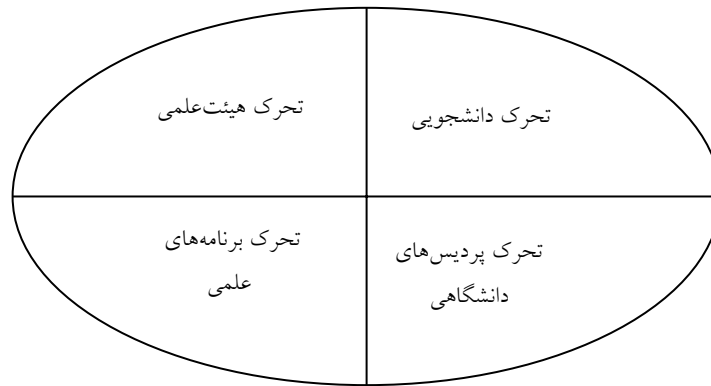 تحرک دانشجویی
تحرک هیئت‌علمی
تحرک پردیس‌های
دانشگاهی
تحرک برنامه‌های
علمی